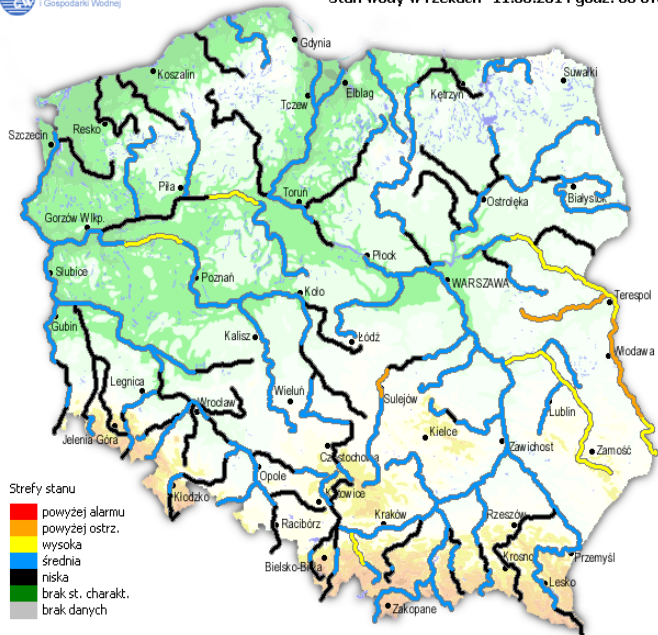 i Gospodarki Wodnej
Gdynia
Koszalin
Suwałki
Elbląg
Kętrzyn
Tczew
Resko
Szczecin
Piła
Toruń
Ostrołęka
Białystok
Gorzów Wlkp.
Płock
Słubice
Poznań
WARSZAWA
Koło
Terespol
Gubin
Kalisz
Łódź
Włodawa
Legnica
Wieluń
Sulejów
Wrocław
Lublin
Jelenia Góra
Kielce
Zawichost
Zamość
Częstochowa
Opole
Kłodzko
Katowice
Strefy stanu
Racibórz
Kraków
Rzeszów
powyżej alarmu
powyżej ostrz.
wysoka
Krosno
Przemyśl
średnia
Bielsko-Biała
niska
Lesko
brak st. charakt.
Zakopane
brak danych